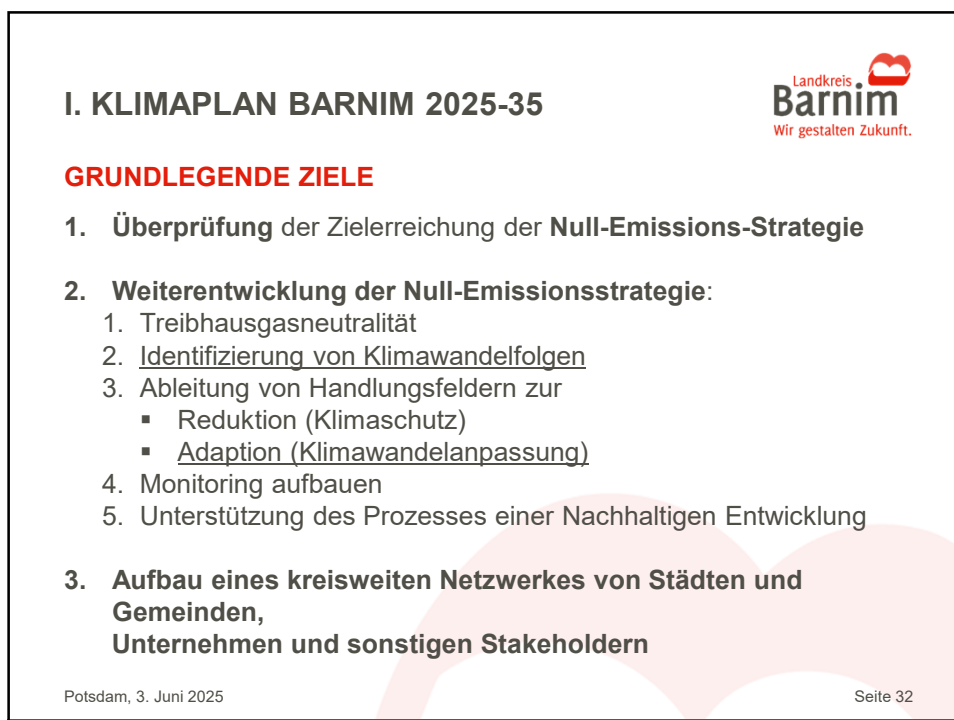 I. KLIMAPLAN BARNIM 2025-35
Landkreis
Barnim
Wir gestalten Zukunft.
GRUNDLEGENDE ZIELE
1. Überprüfung der Zielerreichung der Null-Emissions-Strategie
2. Weiterentwicklung der Null-Emissionsstrategie:
1. Treibhausgasneutralität
2. Identifizierung von Klimawandelfolgen
3. Ableitung von Handlungsfeldern zur
▪ Reduktion (Klimaschutz)
▪ Adaption (Klimawandelanpassung)
4. Monitoring aufbauen
5. Unterstützung des Prozesses einer Nachhaltigen Entwicklung
3. Aufbau eines kreisweiten Netzwerkes von Städten und
Gemeinden,
Unternehmen und sonstigen Stakeholdern
Potsdam, 3. Juni 2025
Seite 32